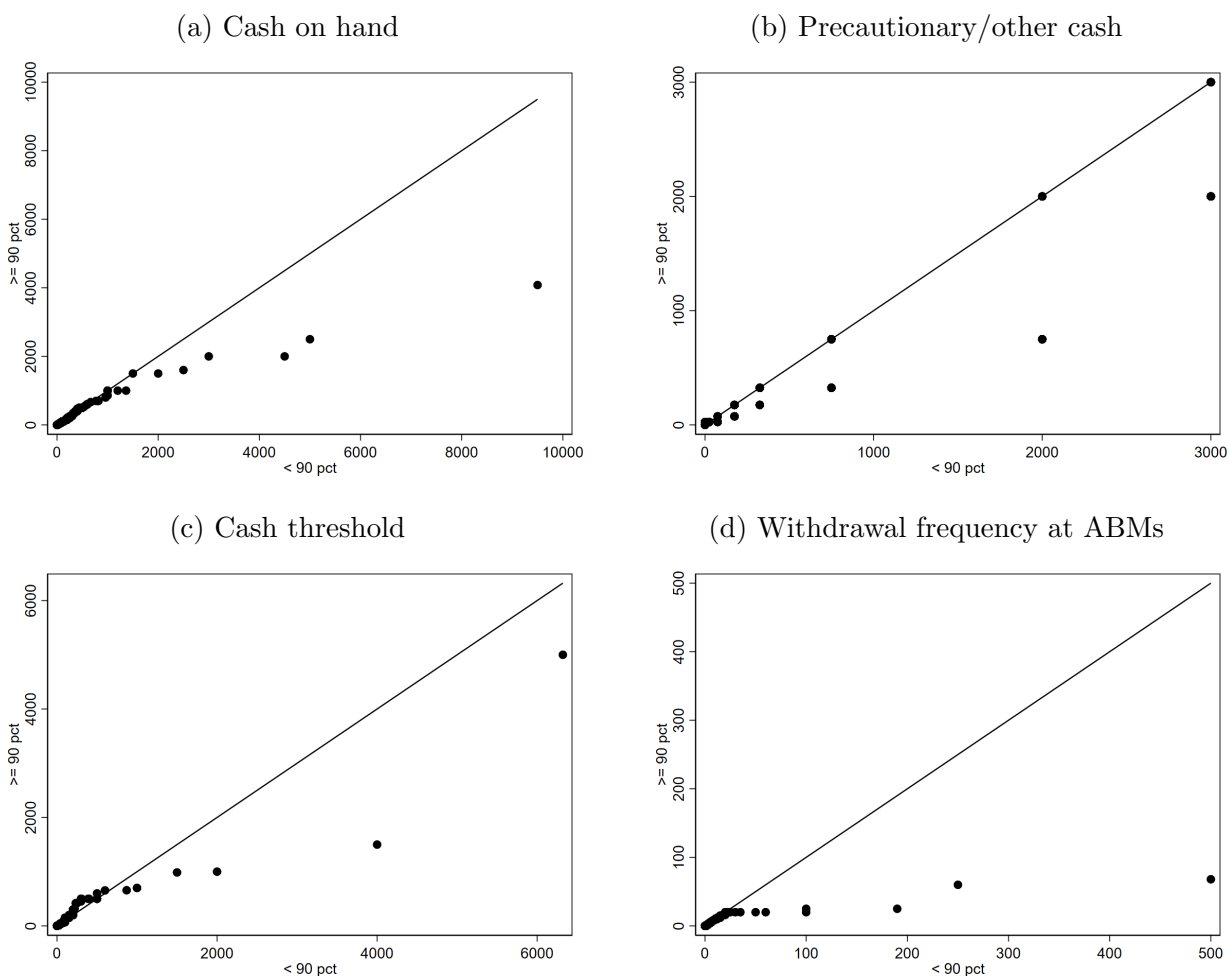 (a) Cash on hand
>= 90 pct
10000
8000
6000
4000
2000
0
0 2000 4000 6000 8000 10000
< 90 pct
(b) Precautionary/other cash
>= 90 pct
3000
2000
1000
0
0 1000 2000 3000
< 90 pct
(c) Cash threshold
>= 90 pct
6000
4000
2000
0
0 2000 4000 6000
< 90 pct
(d) Withdrawal frequency at ABMs
>= 90 pct
500
400
300
200
100
0
0 100 200 300 400 500
< 90 pct